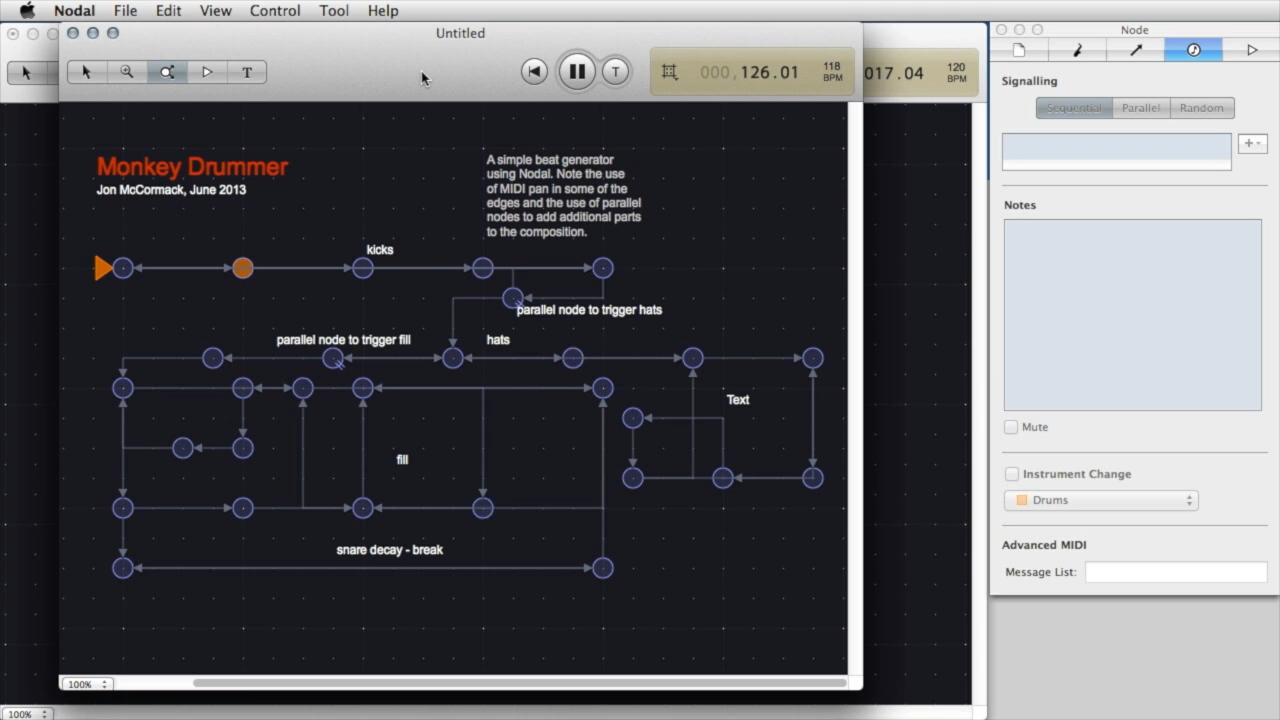 Nodal File Edit View Control Tool Help
Untitled
Node
T
T
000,126.01
118
BPM
017.04
120
BPM
Signalling
Sequential Parallel Random
Monkey Drummer
Jon McCormack, June 2013
A simple beat generator
using Nodal. Note the use
of MIDI pan in some of the
edges and the use of parallel
nodes to add additional parts
to the composition.
Notes
kicks
parallel node to trigger hats
parallel node to trigger fill
hats
Text
Mute
fill
Instrument Change
Drums
snare decay - break
Advanced MIDI
Message List:
100%
100%